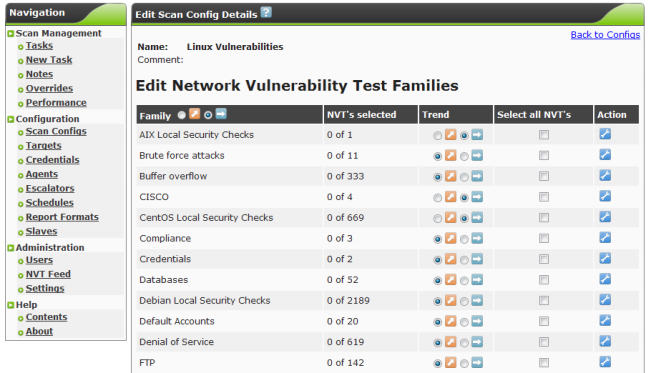 Navigation
Scan Management
Tasks
New Task
Notes
Overrides
Performance
Configuration
Scan Configs
Targets
Credentials
Agents
Escalators
Schedules
Report Formats
Slaves
Administration
Users
NVT Feed
Settings
Help
Contents
About
Edit Scan Config Details ?
Back to Configs
Name: Linux Vulnerabilities
Comment:
Edit Network Vulnerability Test Families
Family NVT's selected Trend Select all NVT's Action
AIX Local Security Checks 0 of 1
Brute force attacks 0 of 11
Buffer overflow 0 of 333
CISCO 0 of 4
CentOS Local Security Checks 0 of 669
Compliance 0 of 3
Credentials 0 of 2
Databases 0 of 52
Debian Local Security Checks 0 of 2189
Default Accounts 0 of 20
Denial of Service 0 of 619
FTP 0 of 142